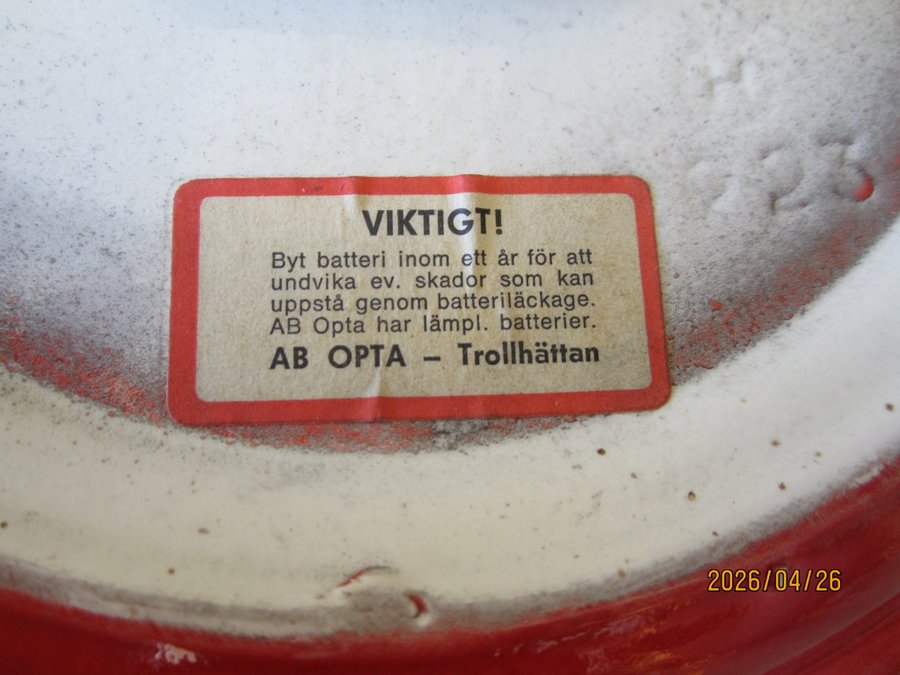 H
923
VIKTIGT!
Byt batteri inom ett år för att
undvika ev. skador som kan
uppstå genom batteriläckage.
AB Opta har lämpl. batterier.
AB OPTA – Trollhättan
2026/04/26